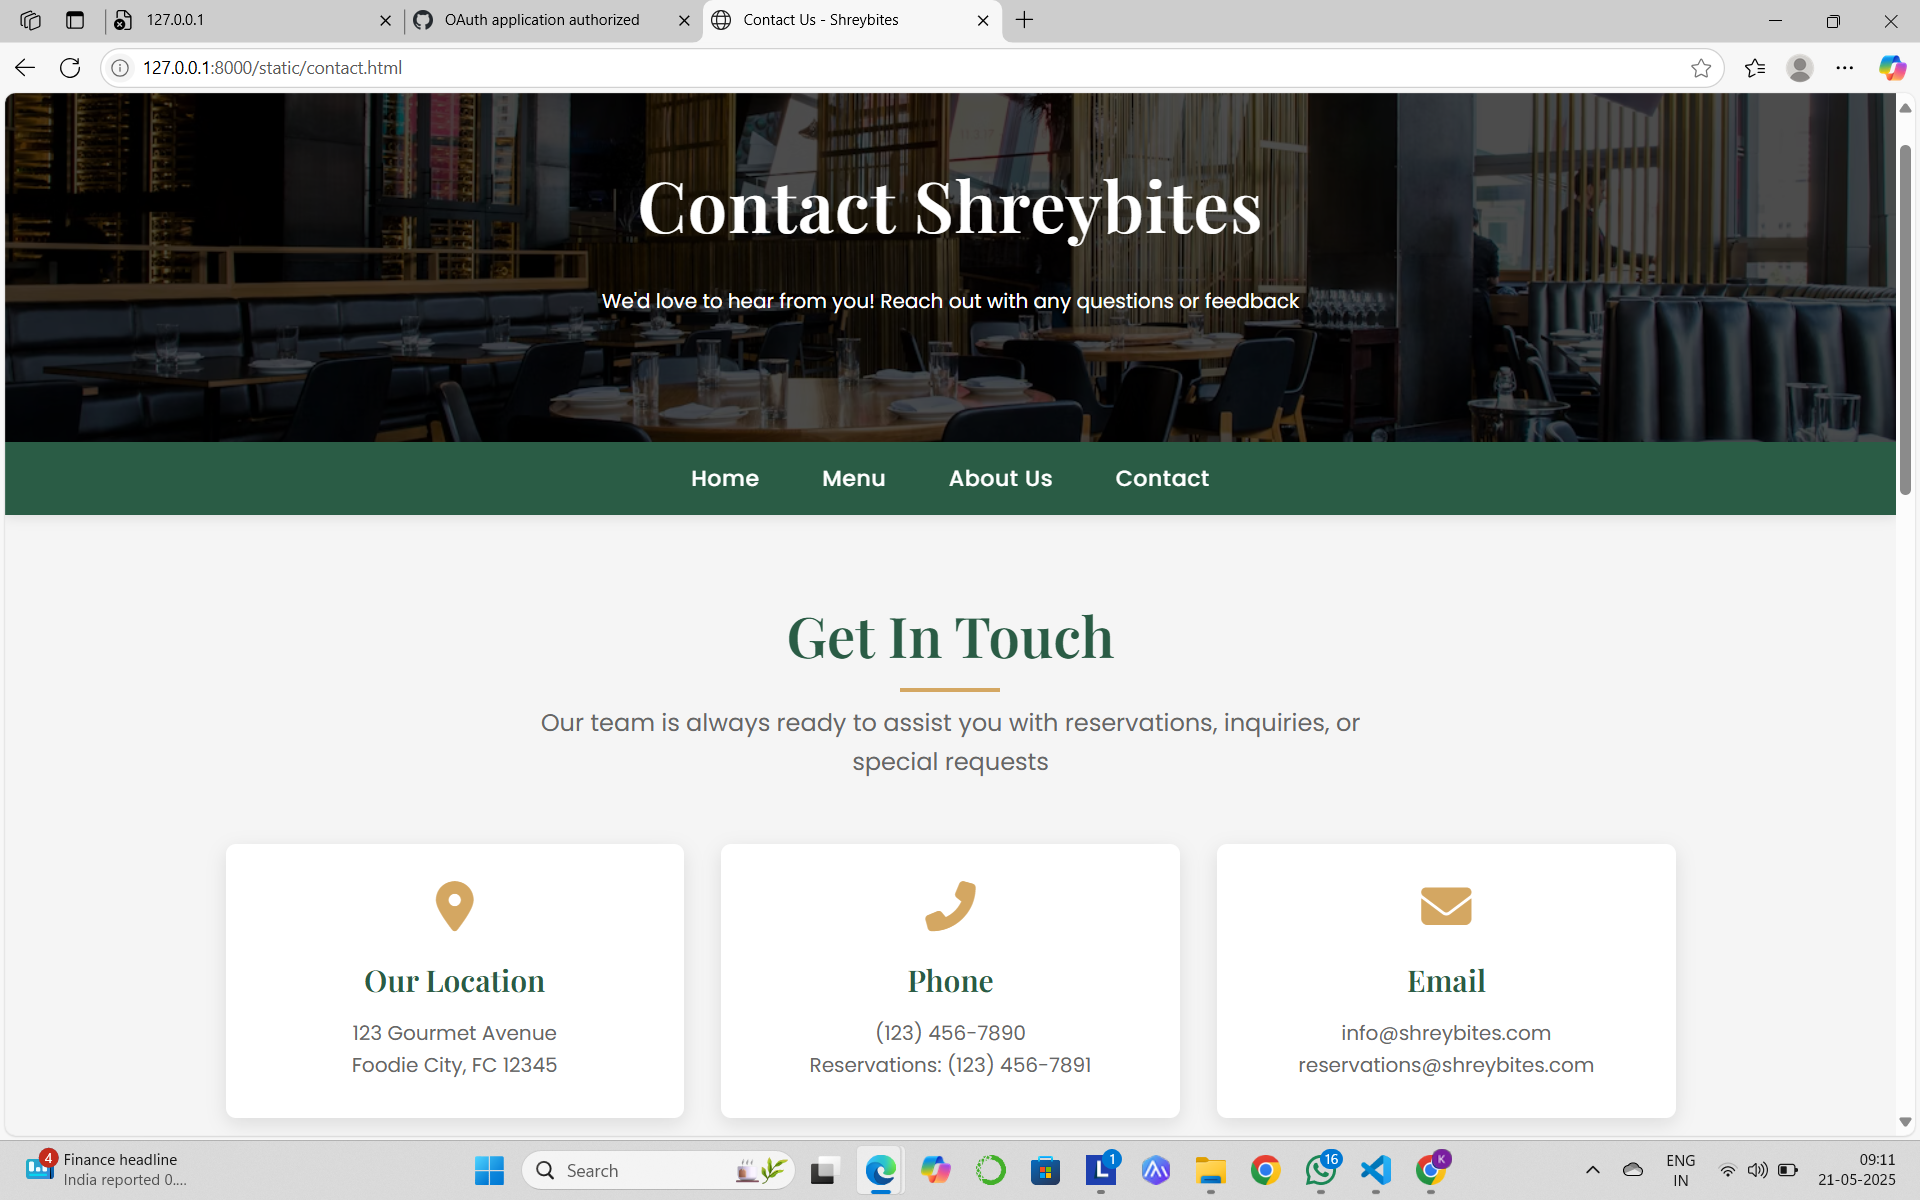 127.0.0.1
OAuth application authorized
Contact Us - Shreybites
127.0.0.1:8000/static/contact.html
Contact Shreybites
We'd love to hear from you! Reach out with any questions or feedback
Home Menu About Us Contact
Get In Touch
Our team is always ready to assist you with reservations, inquiries, or
special requests
Our Location
123 Gourmet Avenue
Foodie City, FC 12345
Phone
(123) 456-7890
Reservations: (123) 456-7891
Email
info@shreybites.com
reservations@shreybites.com
4
Finance headline
India reported 0....
Search
L
1
16
K
ENG
IN
09:11
21-05-2025